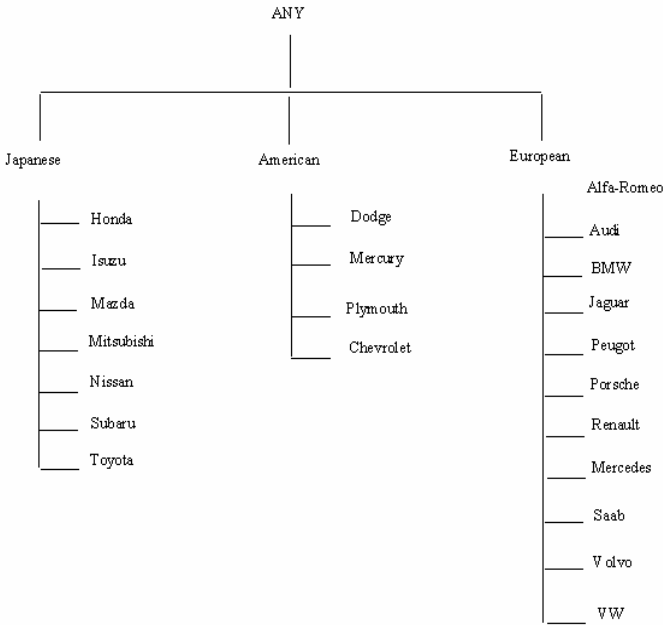 ANY
Japanese
Honda
Isuzu
Mazda
Mitsubishi
Nissan
Subaru
Toyota
American
Dodge
Mercury
Plymouth
Chevrolet
European
Alfa-Romeo
Audi
BMW
Jaguar
Peugot
Porsche
Renault
Mercedes
Saab
Volvo
VW